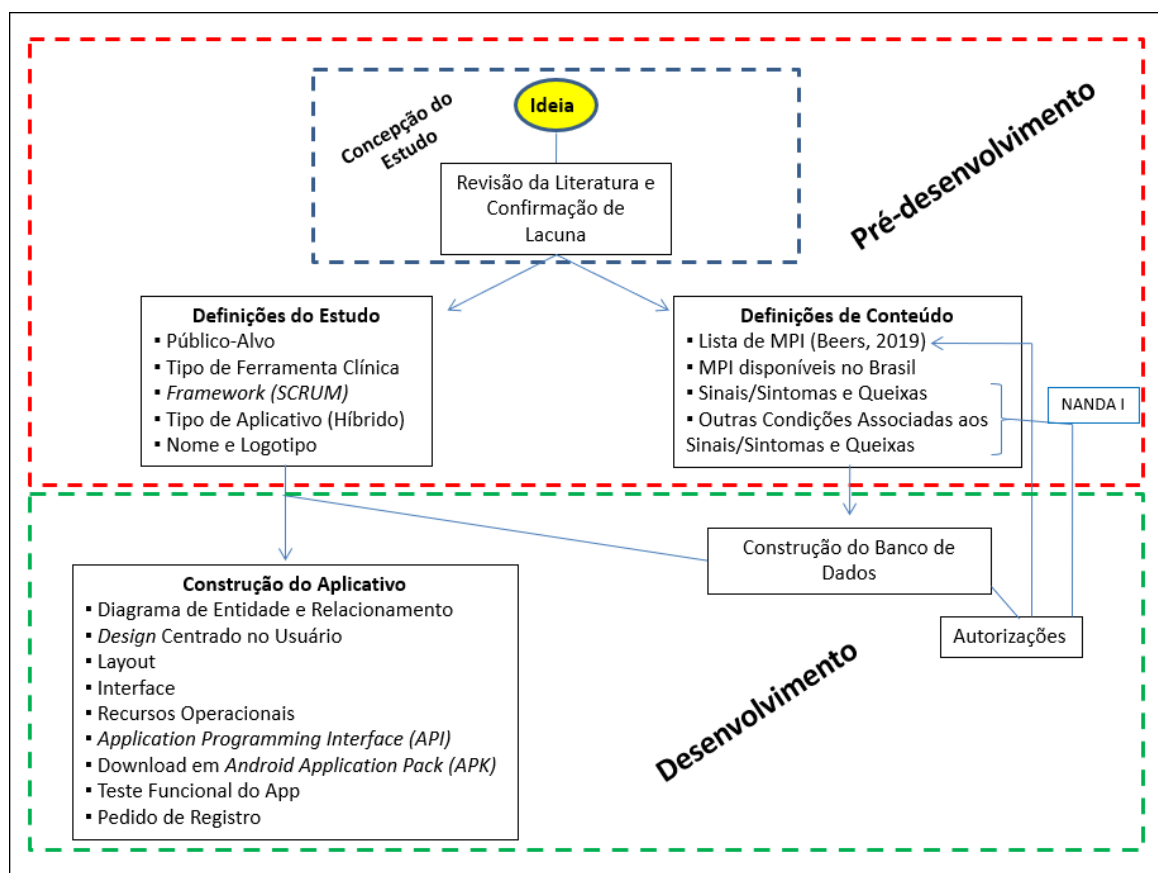 Concepção do
Estudo
Ideia
Revisão da Literatura e
Confirmação de
Lacuna
Pré-desenvolvimento
Definições do Estudo
▪ Público-Alvo
▪ Tipo de Ferramenta Clínica
▪ Framework (SCRUM)
▪ Tipo de Aplicativo (Híbrido)
▪ Nome e Logotipo
Definições de Conteúdo
▪ Lista de MPI (Beers, 2019)
▪ MPI disponíveis no Brasil
▪ Sinais/Sintomas e Queixas
▪ Outras Condições Associadas aos
Sinais/Sintomas e Queixas
NANDA I
Construção do Banco de
Dados
Autorizações
Construção do Aplicativo
▪ Diagrama de Entidade e Relacionamento
▪ Design Centrado no Usuário
▪ Layout
▪ Interface
▪ Recursos Operacionais
▪ Application Programming Interface (API)
▪ Download em Android Application Pack (APK)
▪ Teste Funcional do App
▪ Pedido de Registro
Desenvolvimento